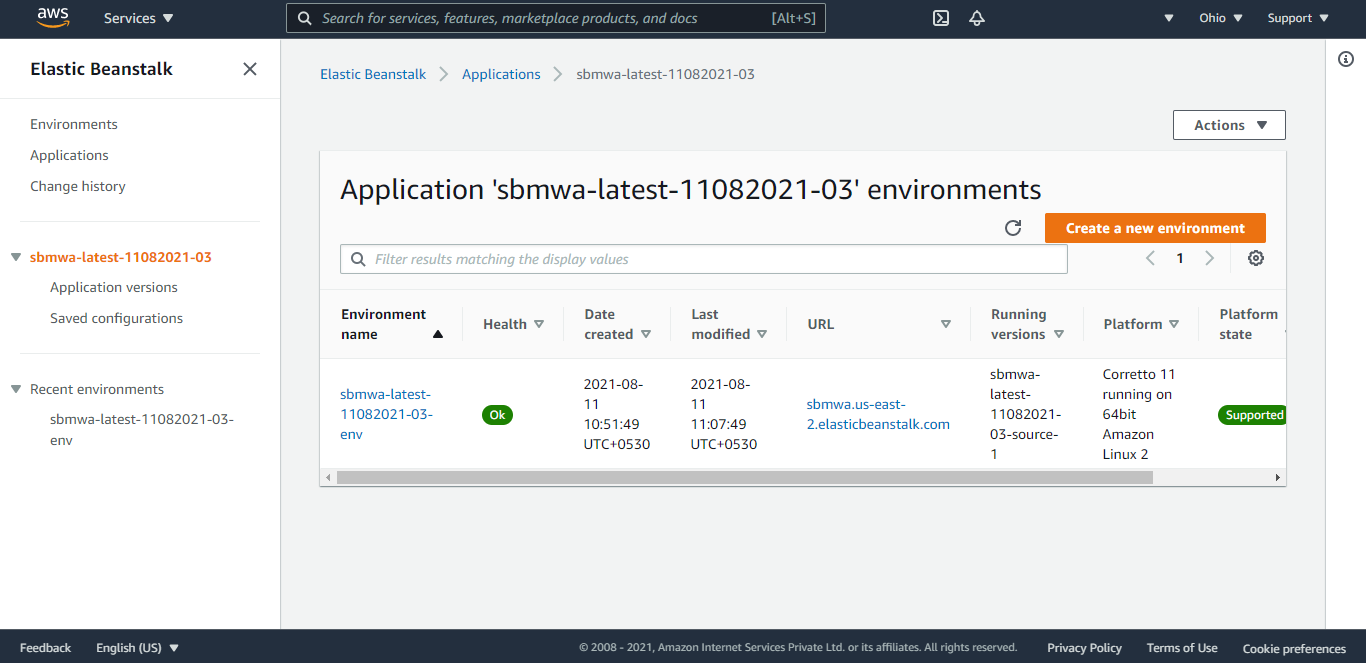 aws
Services
Search for services, features, marketplace products, and docs [Alt+S]
Ohio
Support
Elastic Beanstalk
Environments
Applications
Change history
sbmwa-latest-11082021-03
Application versions
Saved configurations
Recent environments
sbmwa-latest-11082021-03-
env
Elastic Beanstalk > Applications > sbmwa-latest-11082021-03
Actions
Application 'sbmwa-latest-11082021-03' environments
Create a new environment
Filter results matching the display values
1
Environment
name
Health
Date
created
Last
modified
URL
Running
versions
Platform
Platform
state
sbmwa-latest-
11082021-03-
env
Ok
2021-08-
11
10:51:49
UTC+0530
2021-08-
11
11:07:49
UTC+0530
sbmwa.us-east-
2.elasticbeanstalk.com
sbmwa-
latest-
11082021-
03-source-
1
Corretto 11
running on
64bit
Amazon
Linux 2
Supported
Feedback
English (US)
© 2008 - 2021, Amazon Internet Services Private Ltd. or its affiliates. All rights reserved.
Privacy Policy
Terms of Use
Cookie preferences